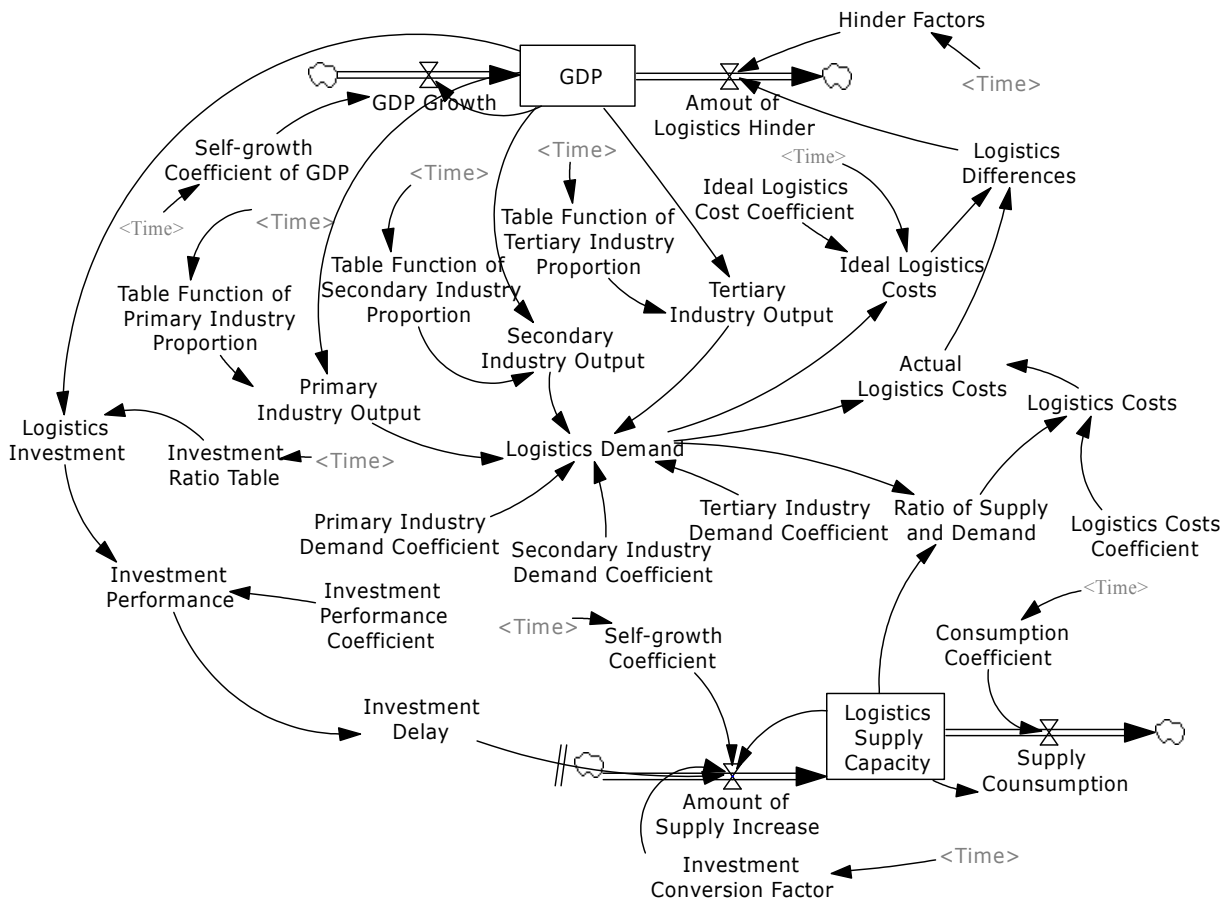 Hinder Factors
GDP
<Time>
GDP Growth
Amout of
Logistics Hinder
Self-growth
Coefficient of GDP
<Time>
<Time>
Logistics
Differences
<Time>
Ideal Logistics
Cost Coefficient
<Time>
<Time>
Table Function of
Tertiary Industry
Proportion
Table Function of
Secondary Industry
Proportion
Ideal Logistics
Costs
Table Function of
Primary Industry
Proportion
Tertiary
Industry Output
Secondary
Industry Output
Actual
Logistics Costs
Primary
Industry Output
Logistics Costs
Logistics
Investment
Investment
Ratio Table
<Time>
Logistics Demand
Primary Industry
Demand Coefficient
Secondary Industry
Demand Coefficient
Tertiary Industry
Demand Coefficient
Ratio of Supply
and Demand
Logistics Costs
Coefficient
Investment
Performance
Investment
Performance
Coefficient
<Time>
<Time>
Self-growth
Coefficient
Consumption
Coefficient
Investment
Delay
Logistics
Supply
Capacity
Supply
Counsumption
Amount of
Supply Increase
<Time>
Investment
Conversion Factor